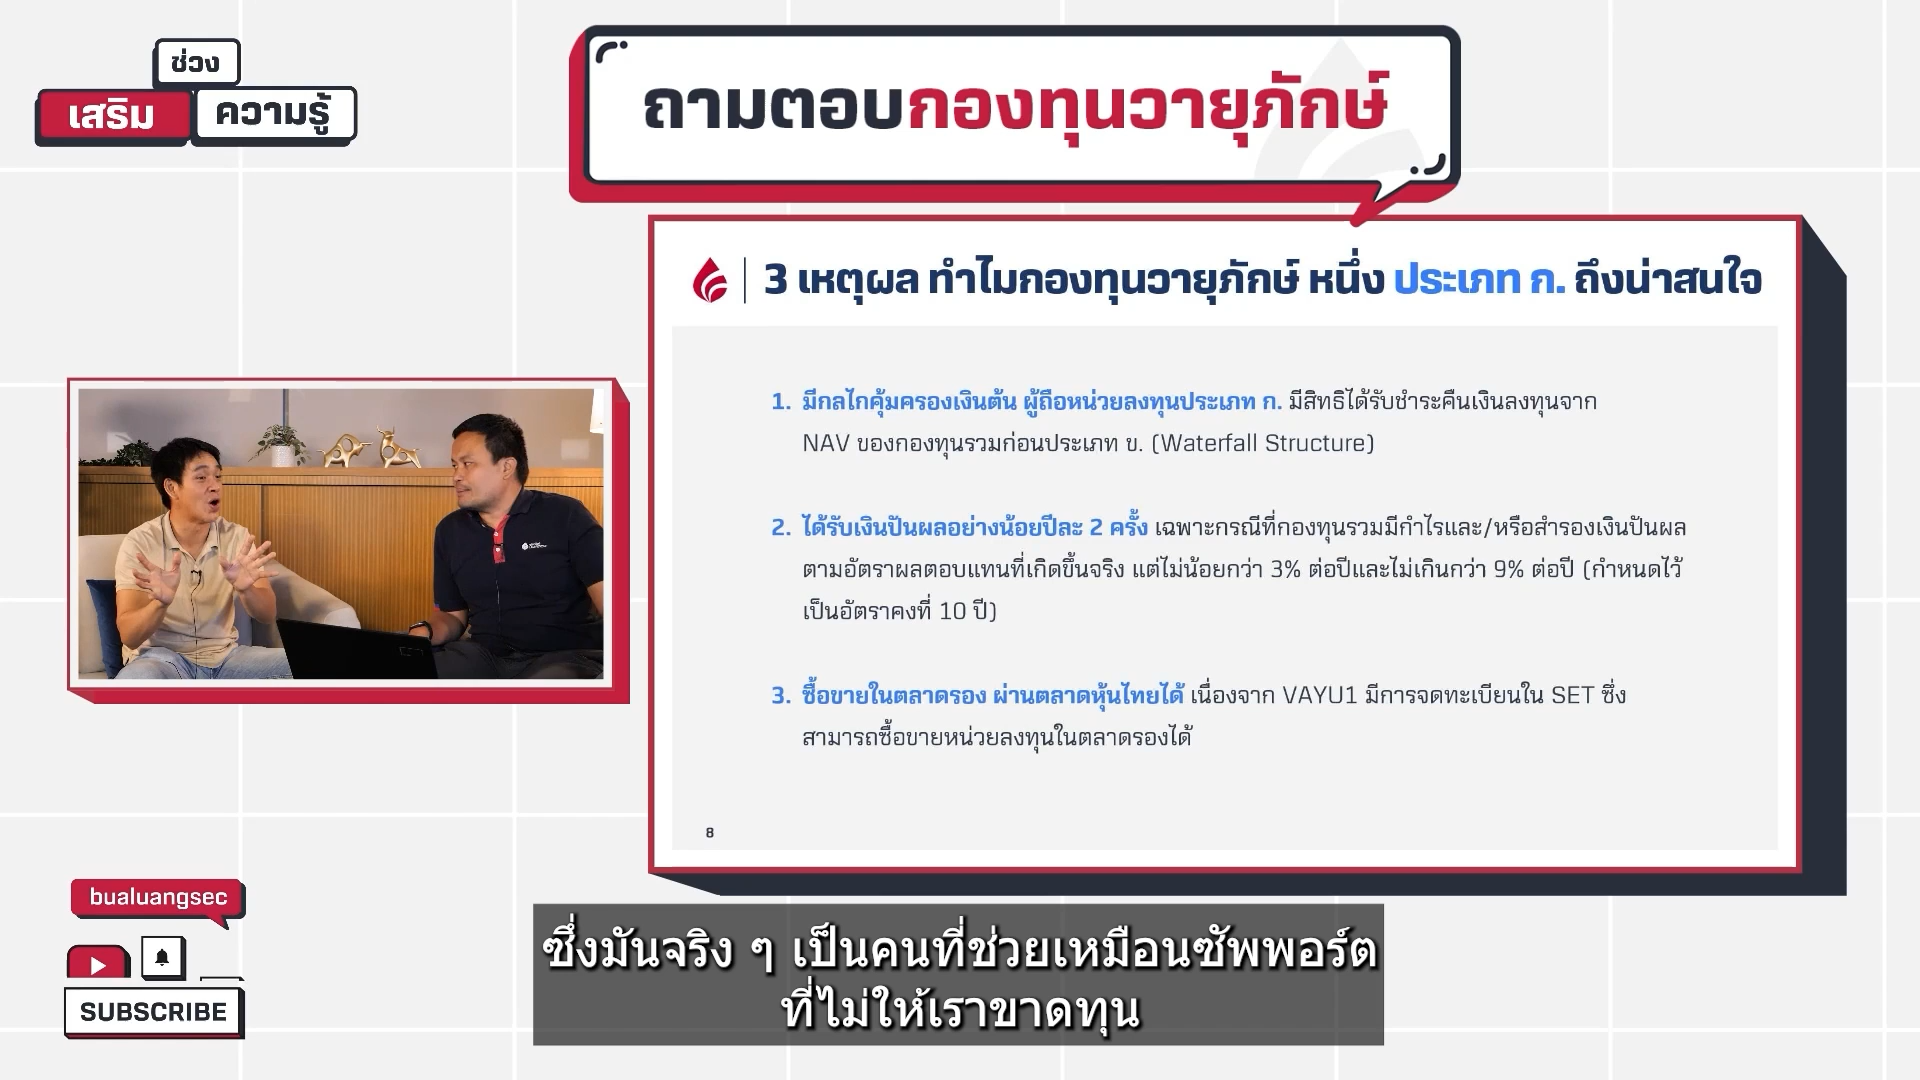 ช่วง
เสริม ความรู้
ถามตอบกองทุนวายุภักษ์
3 เหตุผล ทำไมกองทุนวายุภักษ์ หนึ่ง ประเภท ก. ถึงน่าสนใจ
1. มีกลไกคุ้มครองเงินต้น ผู้ถือหน่วยลงทุนประเภท ก. มีสิทธิได้รับชำระคืนเงินลงทุนจาก
NAV ของกองทุนรวมก่อนประเภท ข. (Waterfall Structure)
2. ได้รับเงินปันผลอย่างน้อยปีละ 2 ครั้ง เฉพาะกรณีที่กองทุนรวมมีกำไรและ/หรือสำรองเงินปันผล
ตามอัตราผลตอบแทนที่เกิดขึ้นจริง แต่ไม่น้อยกว่า 3% ต่อปีและไม่เกินกว่า 9% ต่อปี (กำหนดไว้
เป็นอัตราคงที่ 10 ปี)
3. ซื้อขายในตลาดรอง ผ่านตลาดหุ้นไทยได้ เนื่องจาก VAYU1 มีการจดทะเบียนใน SET ซึ่ง
สามารถซื้อขายหน่วยลงทุนในตลาดรองได้
8
bualuangsec
SUBSCRIBE
ซึ่งมันจริง ๆ เป็นคนที่ช่วยเหมือนซัพพอร์ต
ที่ไม่ให้เราขาดทุน